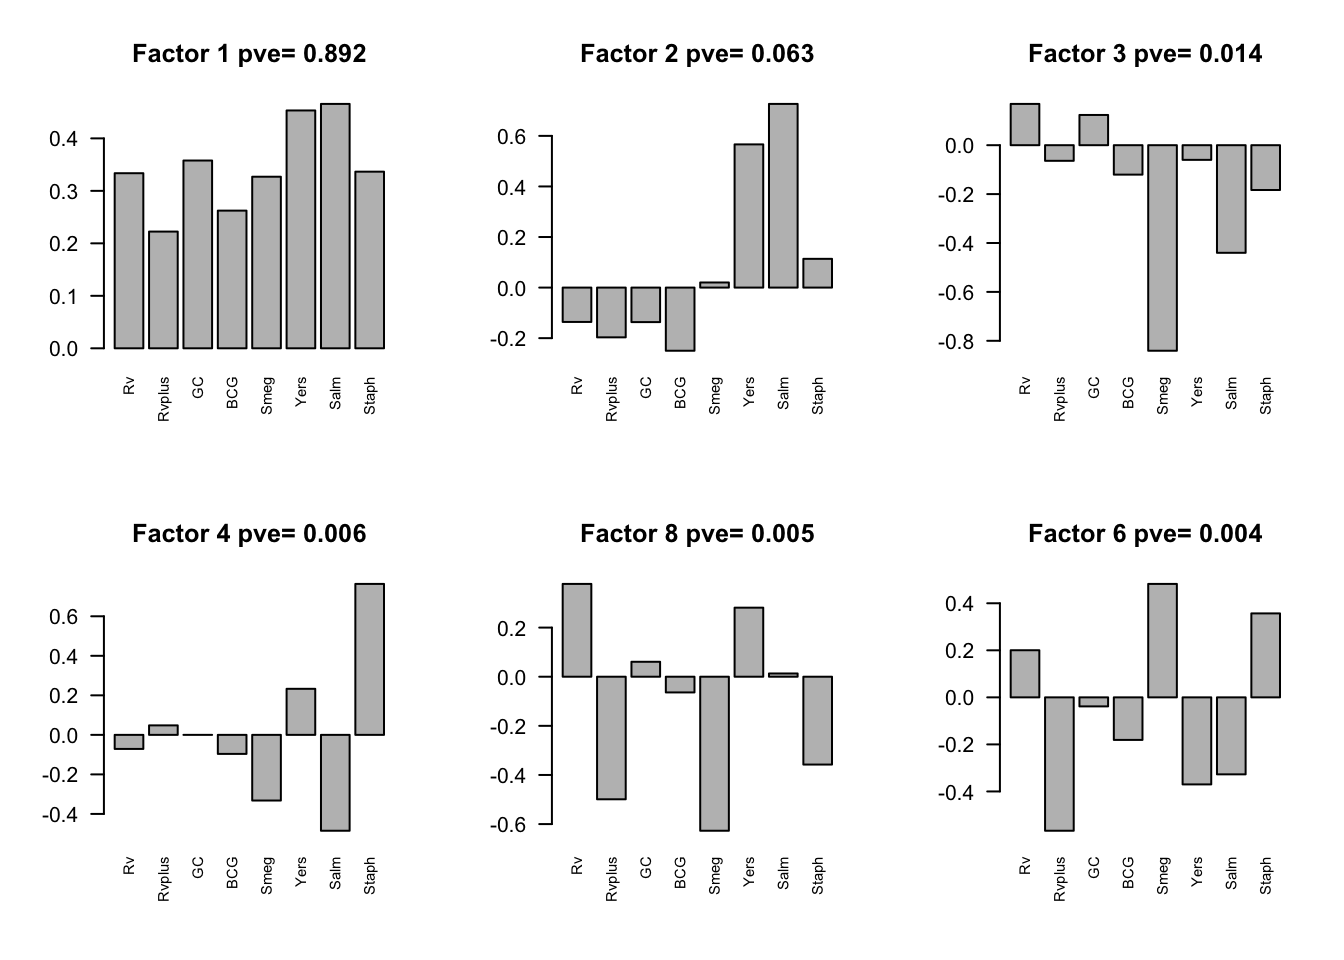 Factor 1 pve= 0.892
0.4
0.3
0.2
0.1
0.0
Rv
Rvplus
GC
BCG
Smeg
Yers
Salm
Staph
Factor 2 pve= 0.063
0.6
0.4
0.2
0.0
-0.2
Rv
Rvplus
GC
BCG
Smeg
Yers
Salm
Staph
Factor 3 pve= 0.014
0.0
-0.2
-0.4
-0.6
-0.8
Rv
Rvplus
GC
BCG
Smeg
Yers
Salm
Staph
Factor 4 pve= 0.006
0.6
0.4
0.2
0.0
-0.2
-0.4
Rv
Rvplus
GC
BCG
Smeg
Yers
Salm
Staph
Factor 8 pve= 0.005
0.2
0.0
-0.2
-0.4
-0.6
Rv
Rvplus
GC
BCG
Smeg
Yers
Salm
Staph
Factor 6 pve= 0.004
0.4
0.2
0.0
-0.2
-0.4
Rv
Rvplus
GC
BCG
Smeg
Yers
Salm
Staph